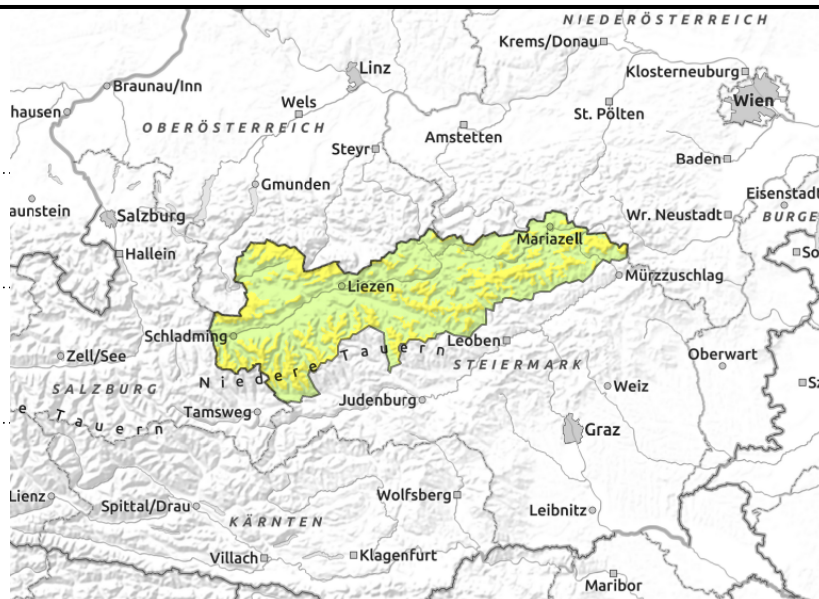 NIEDERÖSTERREICH
Krems/Donau
Linz
Klosterneuburg
Braunau/Inn
Wels
Wien
hausen
St. Pölten
OBERÖSTERREICH
Amstetten
Steyr
Baden
Gmunden
Eisenstadt
aunstein
Salzburg
Wr. Neustadt
BURGE
Mariazell
Hallein
So
Mürzzuschlag
Liezen
Schladming
Leoben
Zell/See
Niedere Tauern
STEIERMARK
Oberwart
SALZBURG
Weiz
Sz
Tamsweg
Judenburg
e Tauern
Graz
Lienz
Wolfsberg
Spittal/Drau
Leibnitz
KÄRNTEN
Villach
Klagenfurt
Maribor